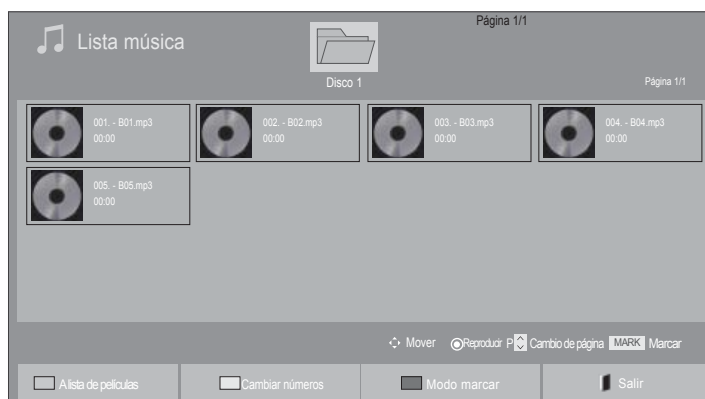 Página 1/1
Lista música
Disco 1
Página 1/1
001. - B01.mp3
00:00
002. - B02.mp3
00:00
003. - B03.mp3
00:00
004. - B04.mp3
00:00
005. - B05.mp3
00:00
Mover Reproducir P Cambio de página MARK Marcar
A lista de películas Cambiar números Modo marcar Salir